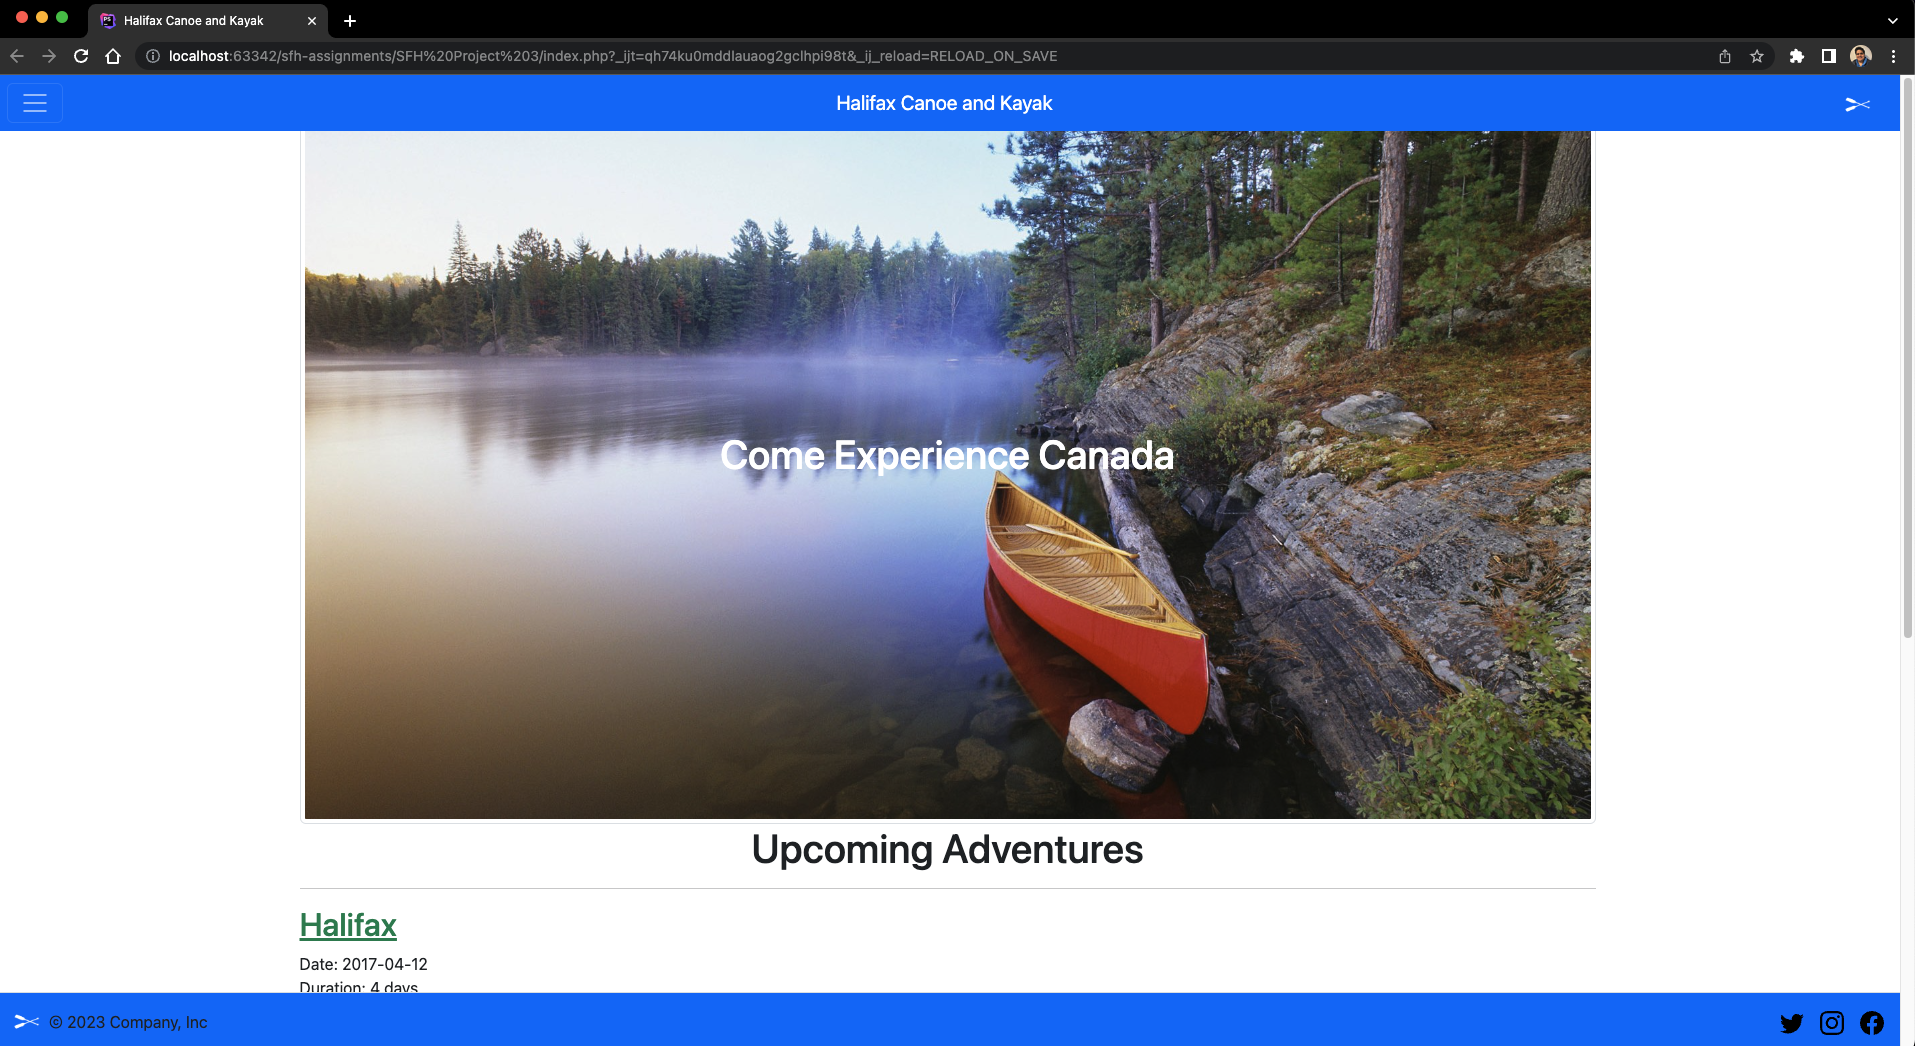 Halifax Canoe and Kayak
localhost:63342/sfh-assignments/SFH%20Project%203/index.php?_ijt=qh74ku0mddlauaog2gclhpi98t&_ij_reload=RELOAD_ON_SAVE
Halifax Canoe and Kayak
Come Experience Canada
Upcoming Adventures
Halifax
Date: 2017-04-12
Duration: 4 days
© 2023 Company, Inc